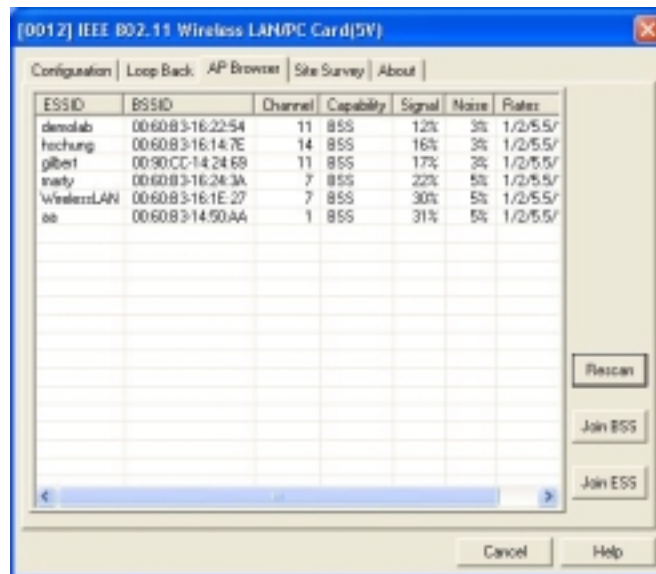 [0012] IEEE 802.11 Wireless LAN/PC Card(5V)
Configuration Loop Back AP Browser Site Survey About
ESSID BSSID Channel Capability Signal Noise Rates
demolab 00:60:B3-16:22:54 11 BSS 12% 3% 1/2/5.5/
hschung 00:60:B3-16:14:7E 14 BSS 16% 3% 1/2/5.5/
gilbert 00:90:CC-14:24:69 11 BSS 17% 3% 1/2/5.5/
marty 00:60:B3-16:24:3A 7 BSS 22% 5% 1/2/5.5/
WirelessLAN 00:60:B3-16:1E:27 7 BSS 30% 5% 1/2/5.5/
00:60:B3-14:50:AA 1 BSS 31% 5% 1/2/5.5/
Rescan
Join BSS
Join ESS
Cancel Help